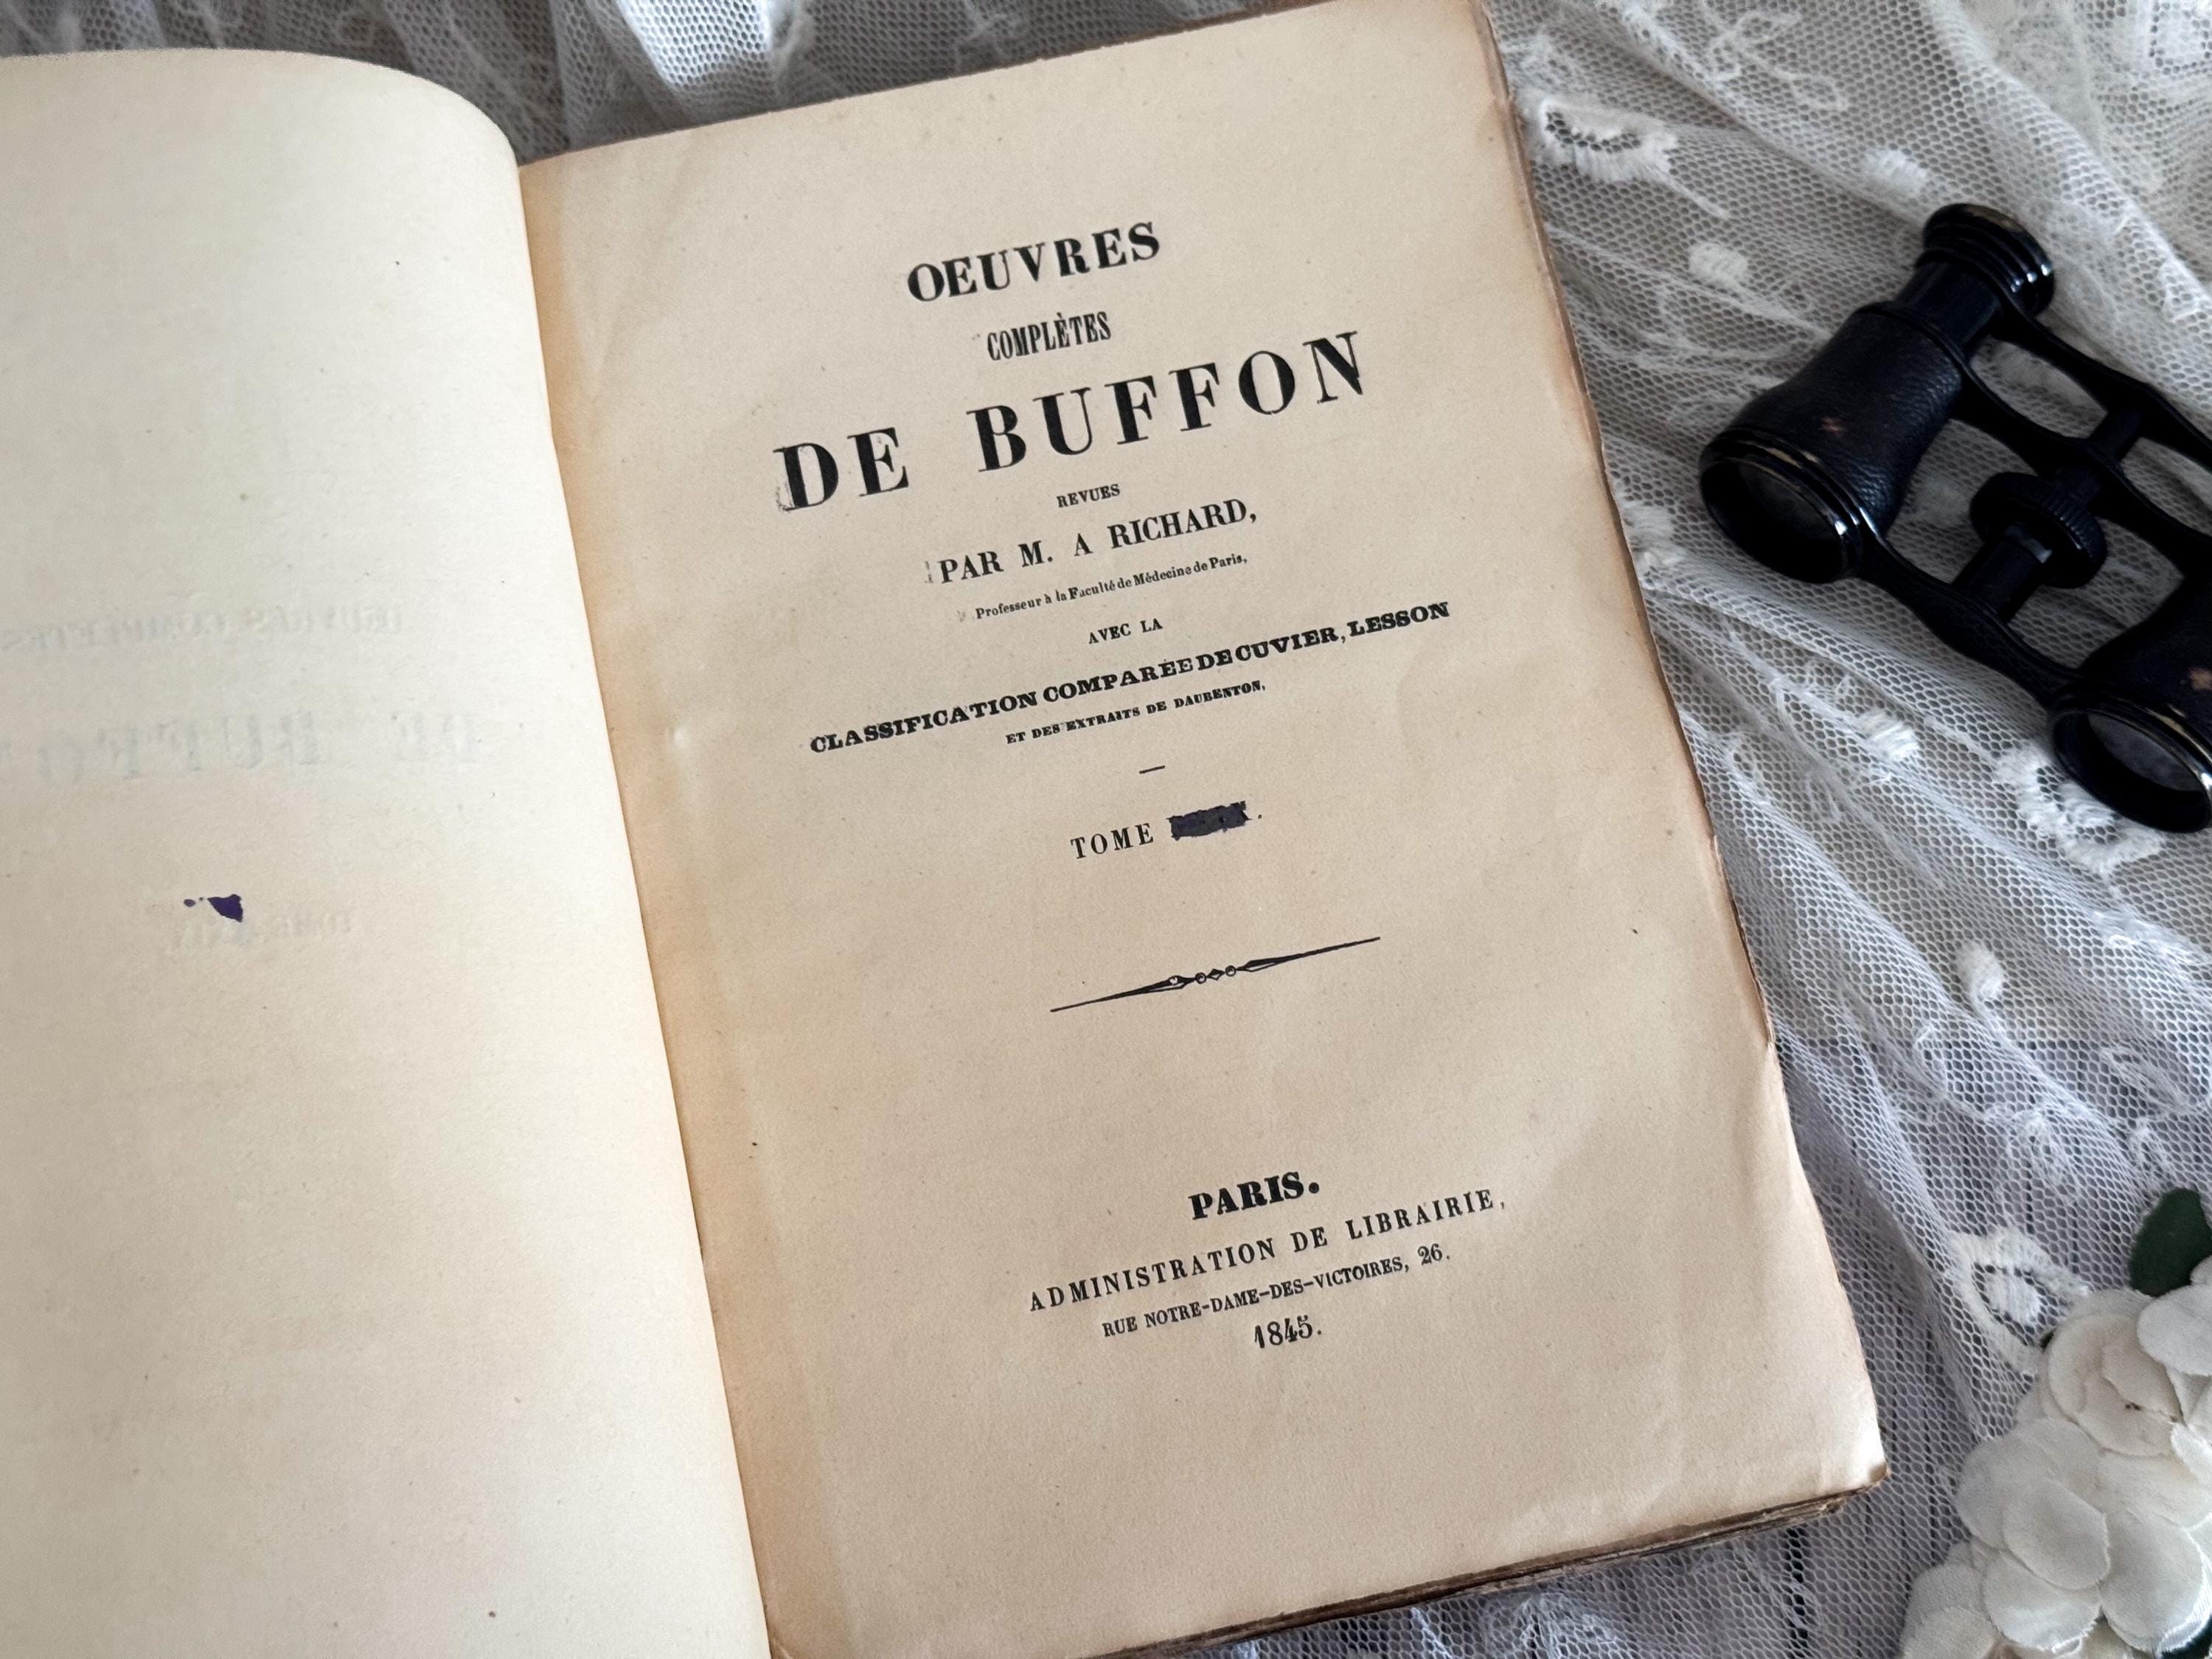 OEUVRES
COMPLÈTES
DE BUFFON
REVUES
PAR M. A RICHARD,
Professeur à la Faculté de Médecine de Paris,
AVEC LA
CLASSIFICATION COMPARÉE DE CUVIER, LESSON
ET DES EXTRAITS DE DAUBENTON,
TOME
PARIS.
ADMINISTRATION DE LIBRAIRIE,
RUE NOTRE-DAME-DES-VICTOIRES, 26.
1845.